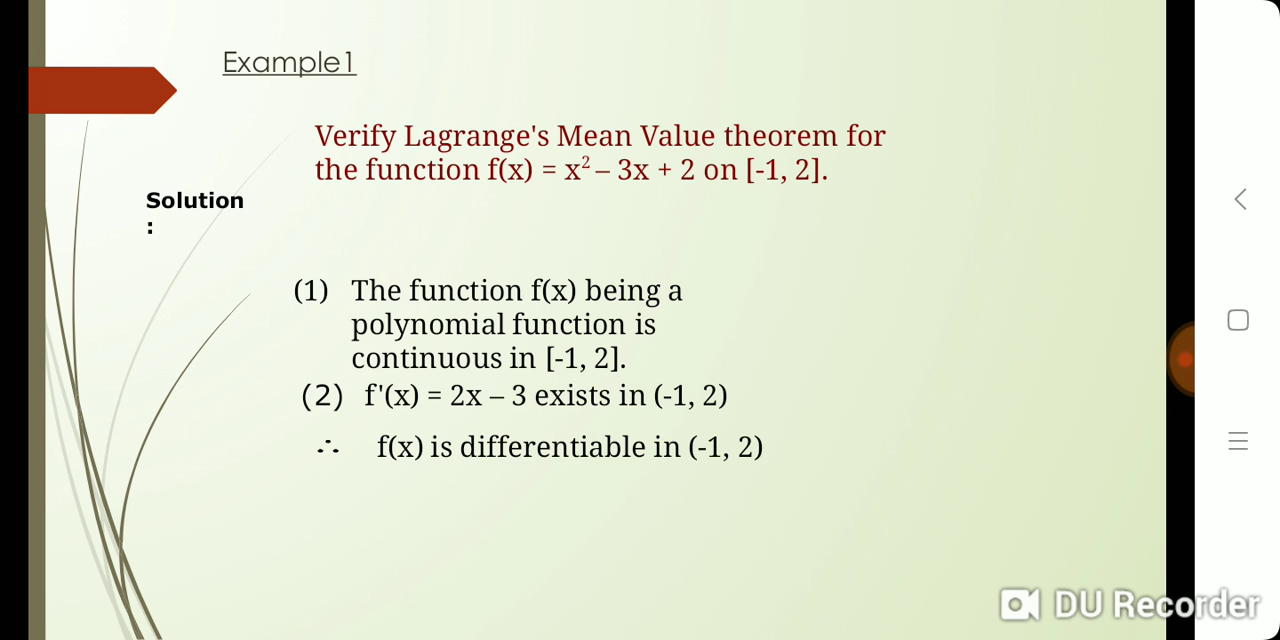 Example1
Verify Lagrange's Mean Value theorem for
the function f(x) = x² – 3x + 2 on [-1, 2].
Solution
:
(1) The function f(x) being a
polynomial function is
continuous in [-1, 2].
(2) f'(x) = 2x – 3 exists in (-1, 2)
∴ f(x) is differentiable in (-1, 2)
DU Recorder